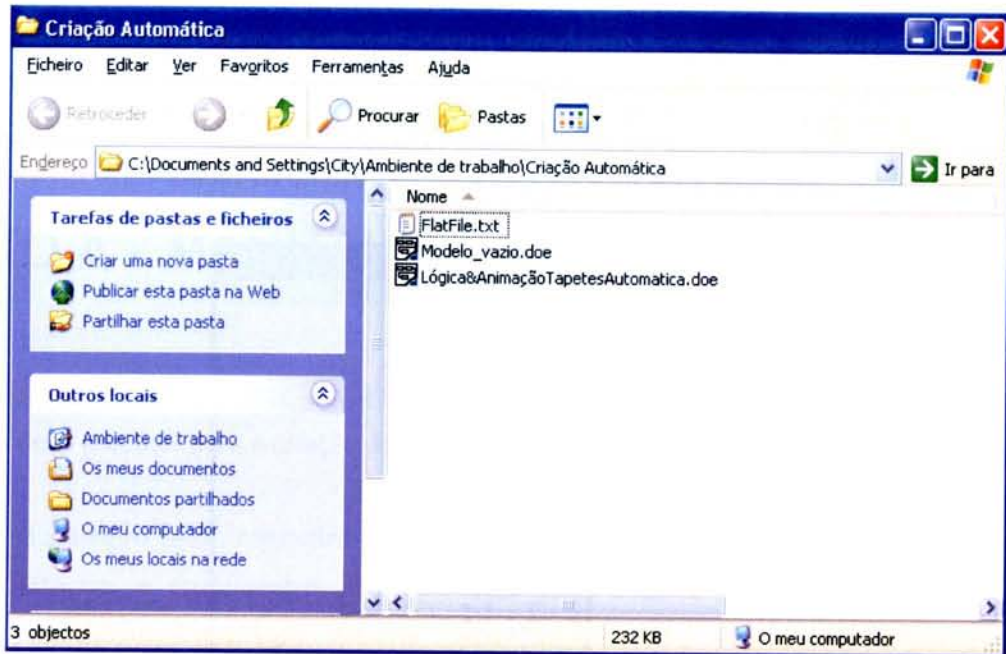 Criação Automática
Ficheiro Editar Ver Favoritos Ferramentas Ajuda
Retroceder Procurar Pastas
Endereço C:\Documents and Settings\City\Ambiente de trabalho\Criação Automática Ir para
Tarefas de pastas e ficheiros
Criar uma nova pasta
Publicar esta pasta na Web
Partilhar esta pasta
Outros locais
Ambiente de trabalho
Os meus documentos
Documentos partilhados
O meu computador
Os meus locais na rede
Nome
FlatFile.txt
Modelo_vazio.doe
Lógica&AnimaçãoTapetesAutomatica.doe
3 objectos 232 KB O meu computador